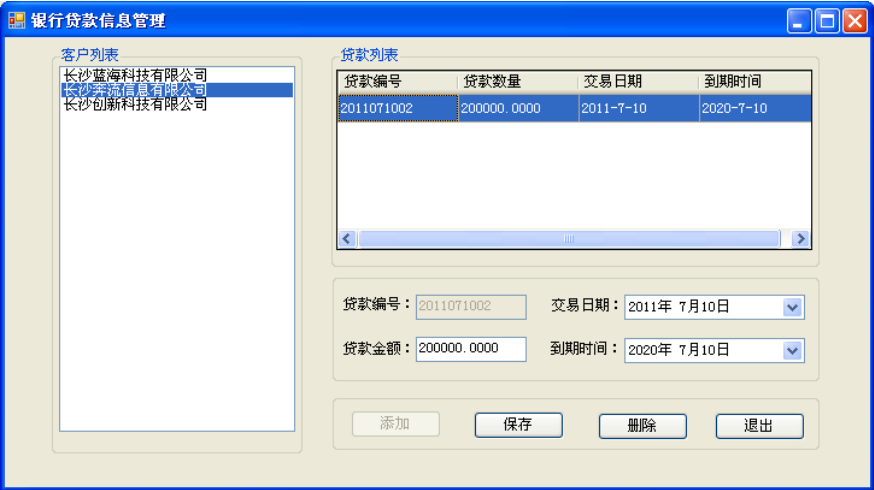 银行贷款信息管理
客户列表
长沙蓝海科技有限公司
长沙奔流信息有限公司
长沙创新科技有限公司
贷款列表
贷款编号 贷款数量 交易日期 到期时间
2011071002 200000.0000 2011-7-10 2020-7-10
贷款编号： 2011071002 交易日期： 2011年 7月10日
贷款金额： 200000.0000 到期时间： 2020年 7月10日
添加 保存 删除 退出